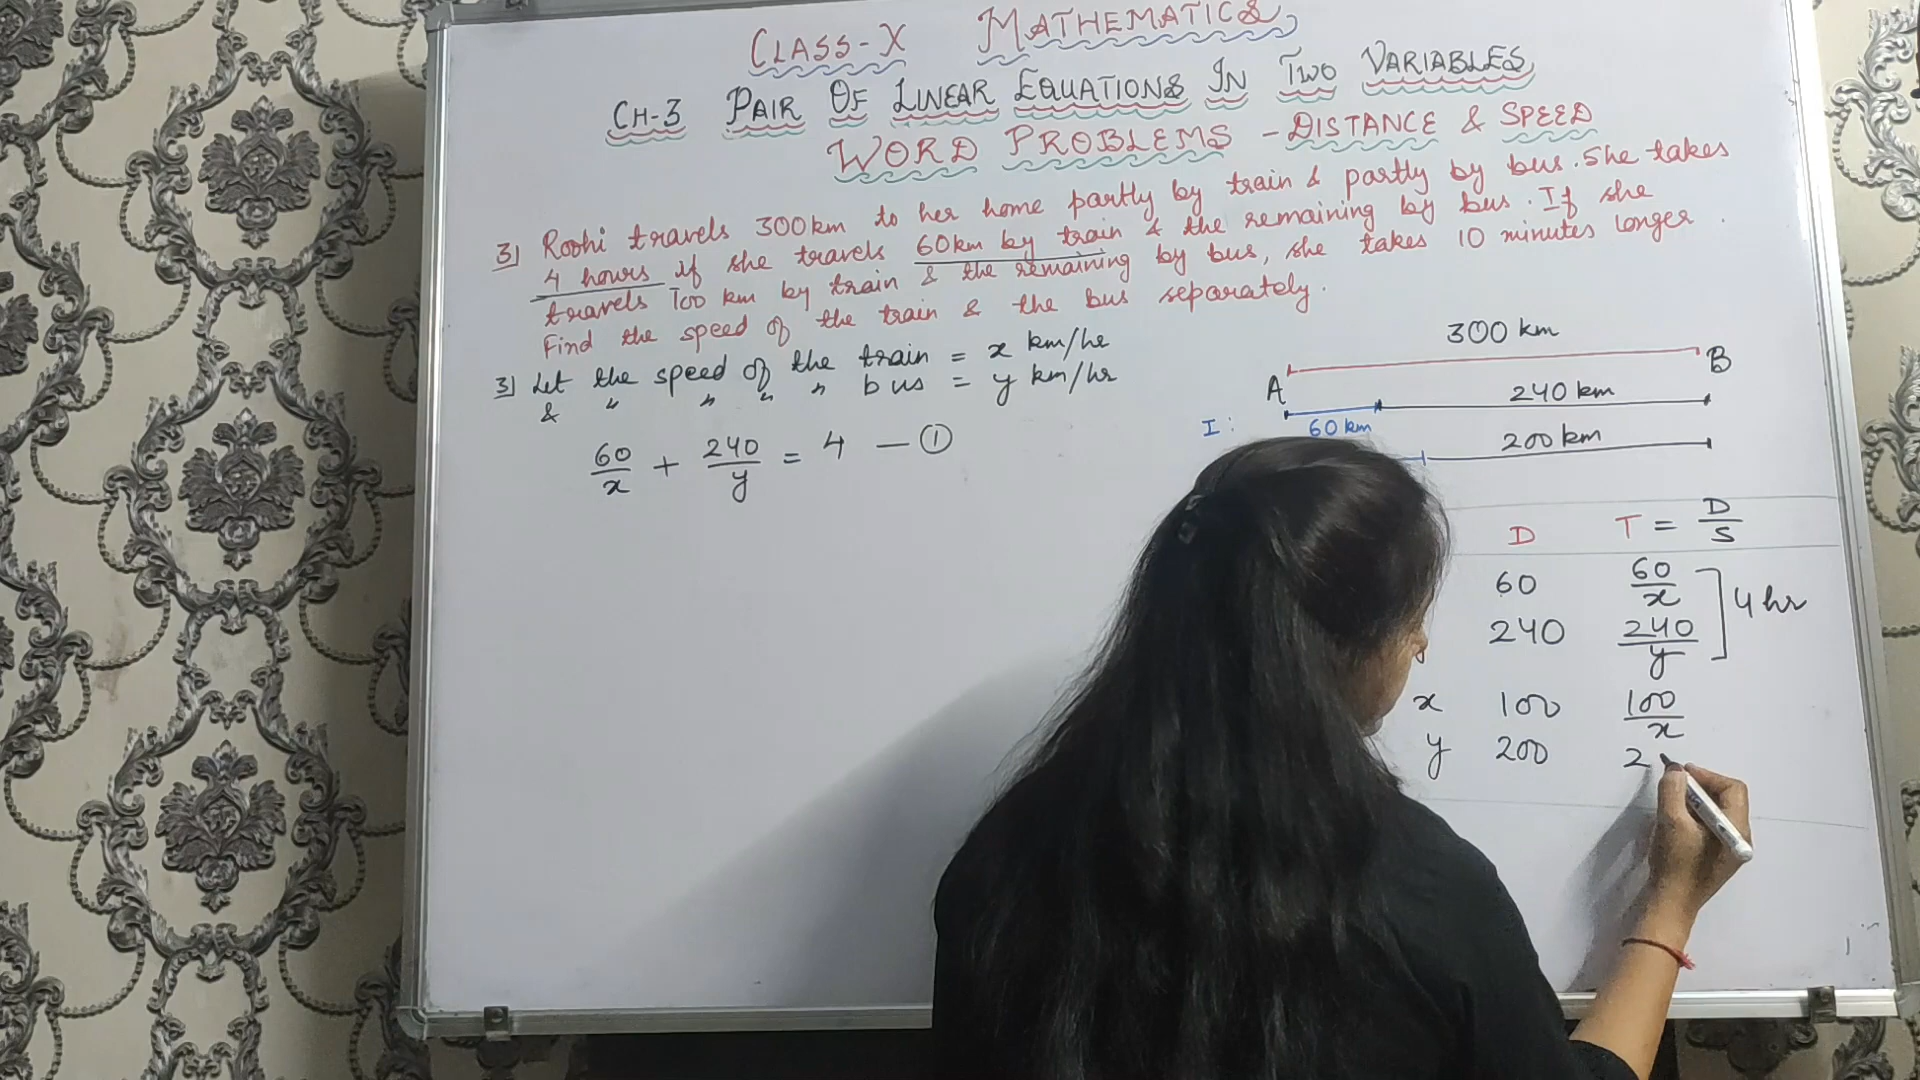 CLASS-X MATHEMATICS
CH-3 PAIR OF LINEAR EQUATIONS IN TWO VARIABLES
WORD PROBLEMS - DISTANCE & SPEED
3] Roohi travels 300km to her home partly by train & partly by bus. She takes
4 hours if she travels 60km by train & the remaining by bus. If she
travels 100 km by train & the remaining by bus, she takes 10 minutes longer.
Find the speed of the train & the bus separately.
3] Let the speed of the train = x km/hr
& " " " " bus = y km/hr
60/x + 240/y = 4 — ①
300 km
A B
I: 60 km 240 km
200 km
D T = D/S
60 60/x
240 240/y ] 4 hr
x 100 100/x
y 200 2